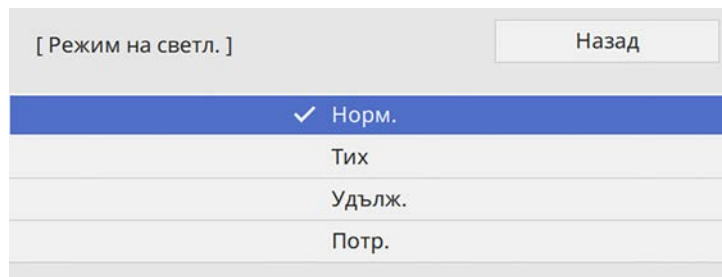 [ Режим на светл. ]
Назад
Норм.
Тих
Удълж.
Потр.